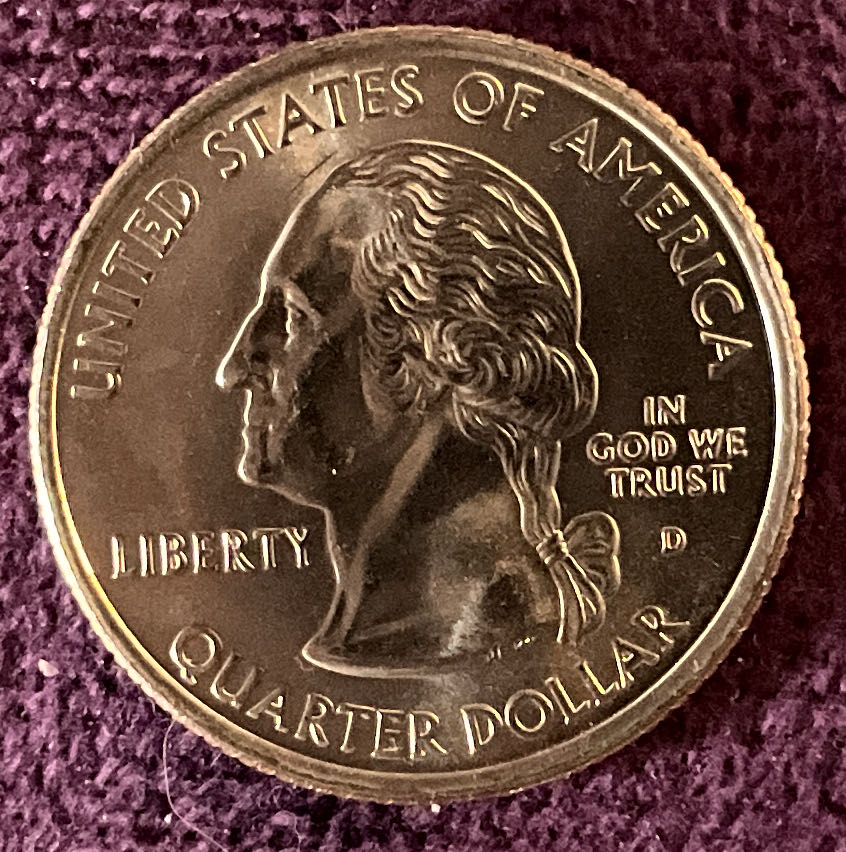 UNITED STATES OF AMERICA
LIBERTY
IN
GOD WE
TRUST
D
QUARTER DOLLAR